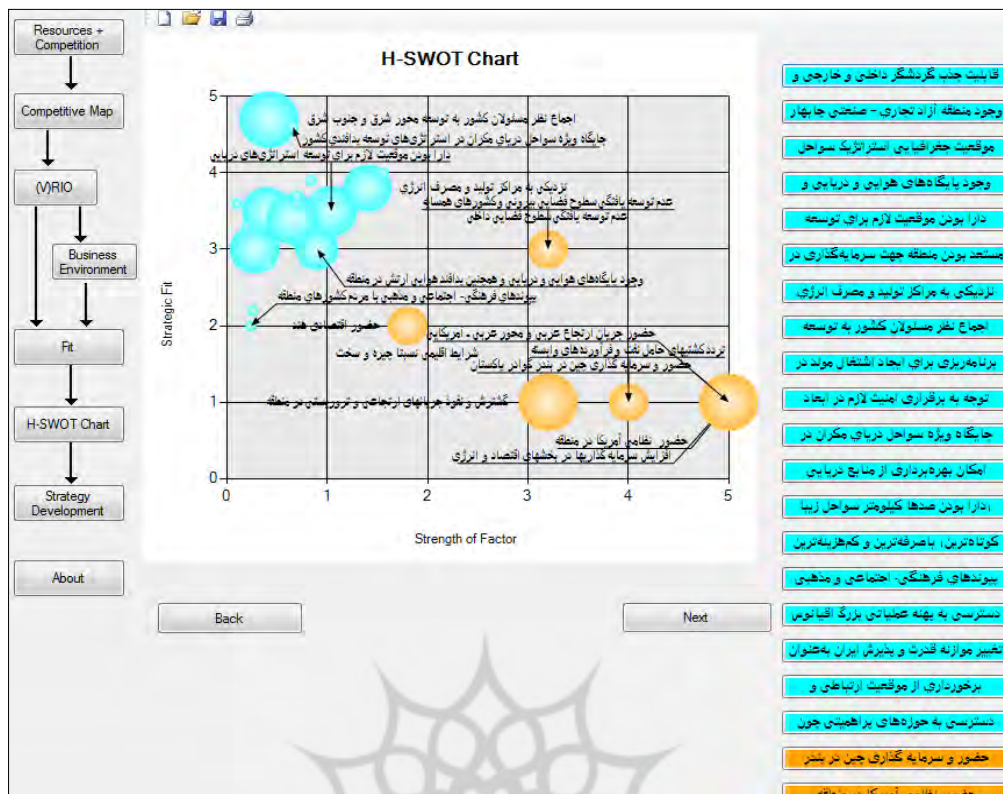 Resources +
Competition
Competitive Map
(V)RIO
Business
Environment
Fit
H-SWOT Chart
Strategy
Development
About
H-SWOT Chart
5
4
3
2
1
0
Strategic Fit
اجماع نظر مسئولان کشور به توسعه محور شرق و جنوب شرق
جایگاه ویژه سواحل دریای مکران در استراتژی‌های توسعه پدافندی کشور
دارا بودن موقعیت لازم برای توسعه استراتژی‌های دریایی
نزدیکی به مراکز تولید و مصرف انرژی
عدم توسعه یافتگی سطوح فضایی بیرونی و کشورهای همسایه
عدم توسعه یافتگی سطوح فضایی داخلی
وجود پایگاه‌های هوایی و دریایی و همچنین پدافند هوایی ارتش در منطقه
پیوندهای فرهنگی- اجتماعی و مذهبی با مردم کشورهای منطقه
حضور اقتصادی هند
حضور جریان ارتجاع عربی و محور عربی - امریکایی
تردد کشتیهای حامل نفت و فرآورده‌های وابسته
شرایط اقلیمی نسبتا چیره و سخت
حضور و سرمایه گذاری چین در بندر گوادر پاکستان
گسترش و نفوذ جریانهای ارتجاعی و تروریستی در منطقه
حضور نظامی آمریکا در منطقه
افزایش سرمایه گذاریها در بخشهای اقتصاد و انرژی
0 1 2 3 4 5
Strength of Factor
Back
Next
قابلیت جذب گردشگر داخلی و خارجی و
وجود منطقه آزاد تجاری - صنعتی چابهار
موقعیت جغرافیایی استراتژیک سواحل
وجود پایگاه‌های هوایی و دریایی و
دارا بودن موقعیت لازم برای توسعه
مستعد بودن منطقه جهت سرمایه‌گذاری در
نزدیکی به مراکز تولید و مصرف انرژی
اجماع نظر مسئولان کشور به توسعه
برنامه‌ریزی برای ایجاد اشتغال مولد در
توجه به برقراری امنیت لازم در ابعاد
جایگاه ویژه سواحل دریای مکران در
امکان بهره‌برداری از منابع دریایی
،دارا بودن صدها کیلومتر سواحل زیبا
کوتاه‌ترین، باصرفه‌ترین و کم‌هزینه‌ترین
پیوندهای فرهنگی- اجتماعی و مذهبی
دسترسی به پهنه عملیاتی بزرگ اقیانوس
تغییر موازنه قدرت و پذیرش ایران به‌عنوان
برخورداری از موقعیت ارتباطی و
دسترسی به حوزه‌های پراهمیتی چون
حضور و سرمایه گذاری چین در بندر